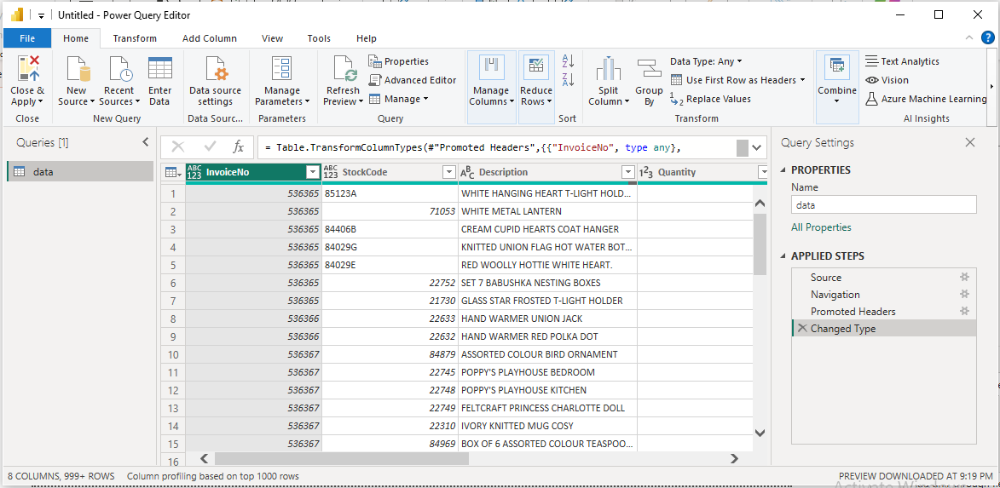 Untitled - Power Query Editor
File Home Transform Add Column View Tools Help
Close & Apply
Close
New Source
Recent Sources
Enter Data
New Query
Data source settings
Data Sourc...
Manage Parameters
Parameters
Refresh Preview
Properties
Advanced Editor
Manage
Query
Manage Columns
Reduce Rows
A Z
Z A
Sort
Split Column
Group By
Data Type: Any
Use First Row as Headers
1 2 Replace Values
Transform
Combine
Text Analytics
Vision
Azure Machine Learning
AI Insights
Queries [1]
data
fx
= Table.TransformColumnTypes(#"Promoted Headers",{{"InvoiceNo", type any},
ABC 123 InvoiceNo ABC 123 StockCode ABC Description 123 Quantity
1 536365 85123A WHITE HANGING HEART T-LIGHT HOLD...
2 536365 71053 WHITE METAL LANTERN
3 536365 84406B CREAM CUPID HEARTS COAT HANGER
4 536365 84029G KNITTED UNION FLAG HOT WATER BOT...
5 536365 84029E RED WOOLLY HOTTIE WHITE HEART.
6 536365 22752 SET 7 BABUSHKA NESTING BOXES
7 536365 21730 GLASS STAR FROSTED T-LIGHT HOLDER
8 536366 22633 HAND WARMER UNION JACK
9 536366 22632 HAND WARMER RED POLKA DOT
10 536367 84879 ASSORTED COLOUR BIRD ORNAMENT
11 536367 22745 POPPY'S PLAYHOUSE BEDROOM
12 536367 22748 POPPY'S PLAYHOUSE KITCHEN
13 536367 22749 FELTCRAFT PRINCESS CHARLOTTE DOLL
14 536367 22310 IVORY KNITTED MUG COSY
15 536367 84969 BOX OF 6 ASSORTED COLOUR TEASPOO...
16
Query Settings
PROPERTIES
Name
data
All Properties
APPLIED STEPS
Source
Navigation
Promoted Headers
Changed Type
8 COLUMNS, 999+ ROWS Column profiling based on top 1000 rows
PREVIEW DOWNLOADED AT 9:19 PM